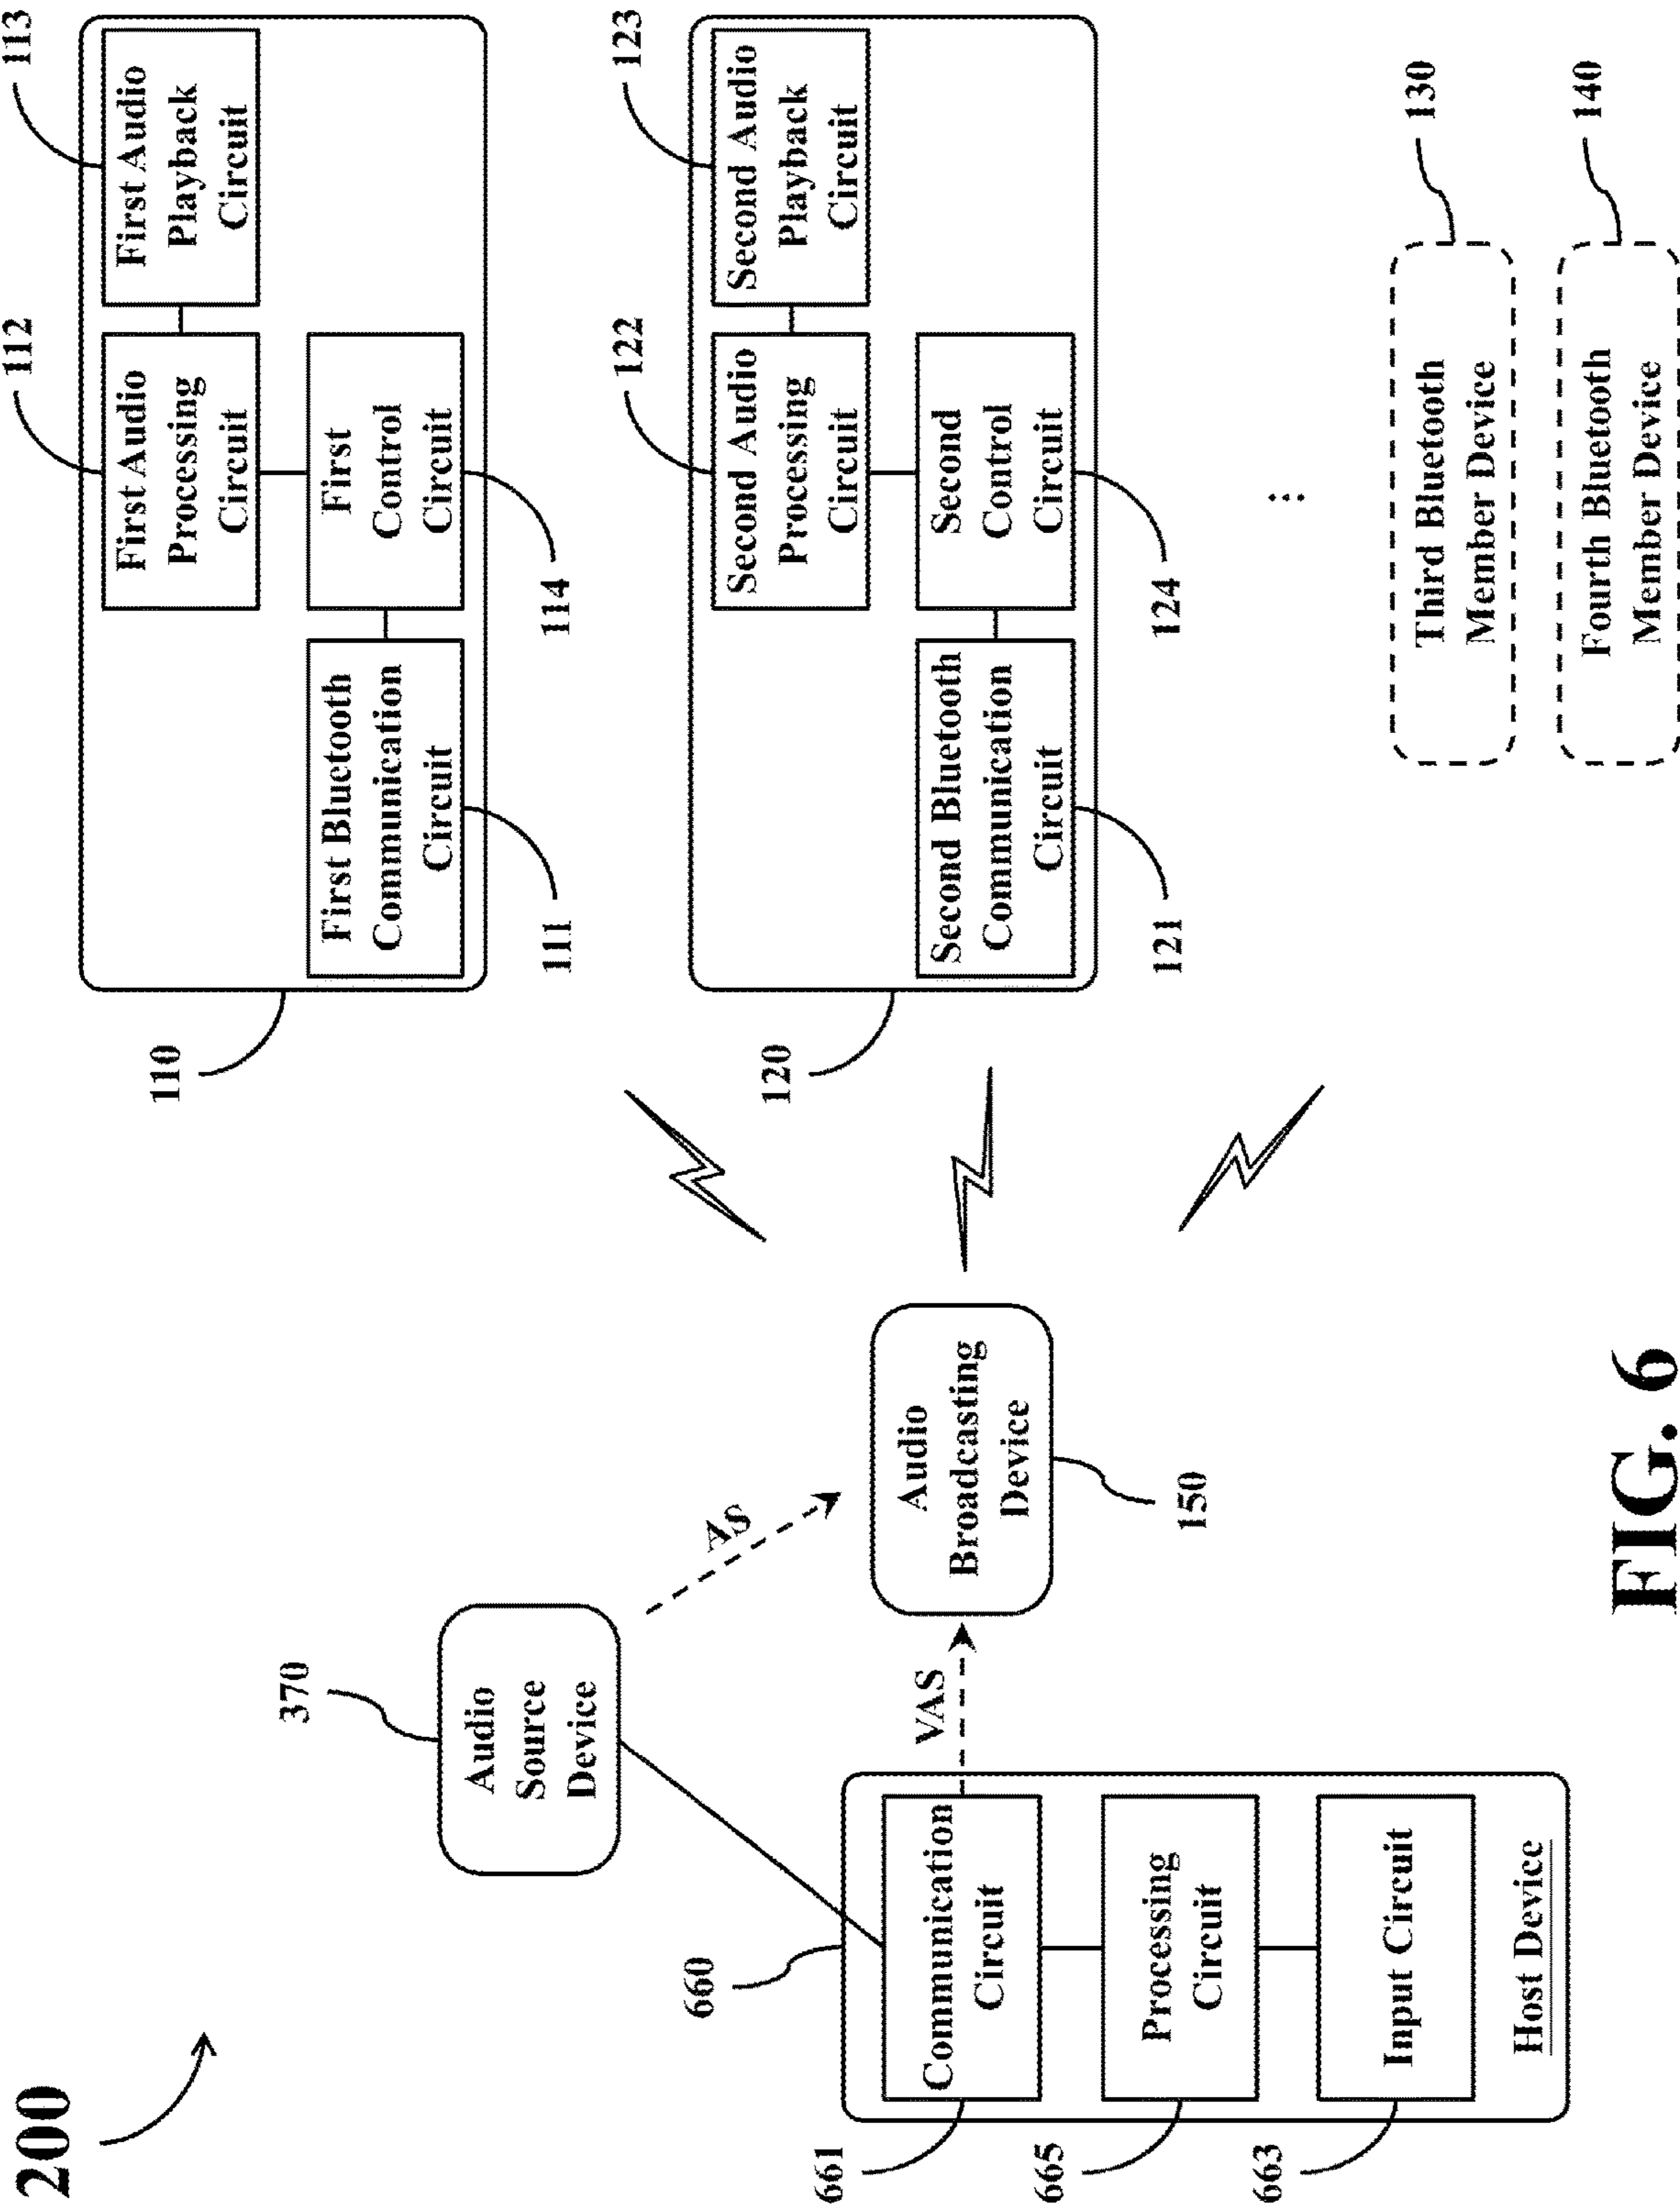 200
370
Audio
Source
Device
AS
660
661
Communication
Circuit
VAS
665
Processing
Circuit
663
Input Circuit
Host Device
Audio
Broadcasting
Device
150
110
112
113
First Audio
Processing
Circuit
First Audio
Playback
Circuit
First Bluetooth
Communication
Circuit
First
Control
Circuit
111
114
120
122
123
Second Audio
Processing
Circuit
Second Audio
Playback
Circuit
Second Bluetooth
Communication
Circuit
Second
Control
Circuit
121
124
Third Bluetooth
Member Device
130
Fourth Bluetooth
Member Device
140
FIG. 6